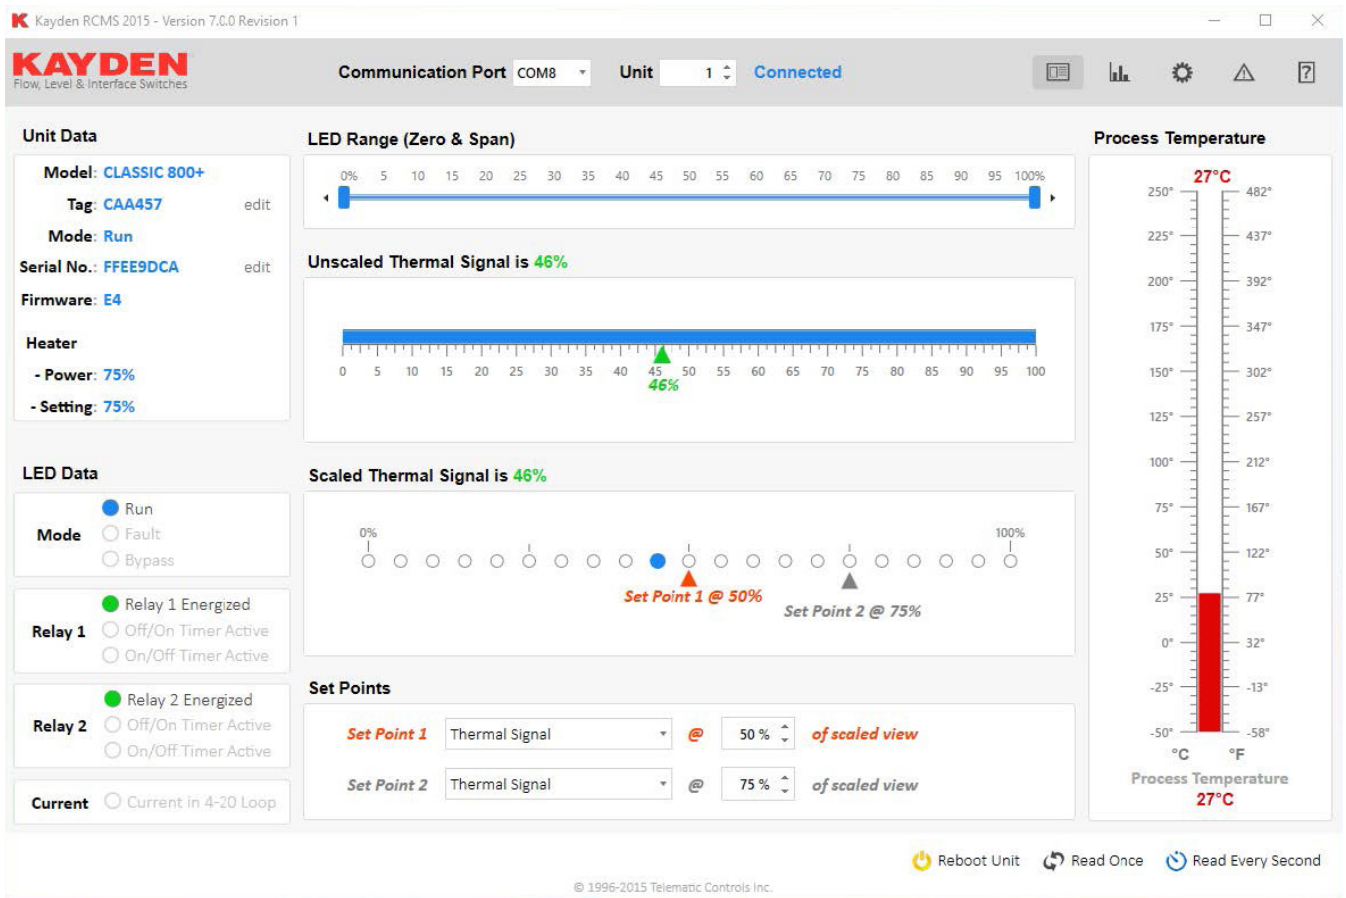 Kayden RCMS 2015 - Version 7.0.0 Revision 1
KAYDEN
Flow, Level & Interface Switches
Communication Port COM8 Unit 1 Connected
Unit Data
Model: CLASSIC 800+
Tag: CAA457 edit
Mode: Run
Serial No.: FFEE9DCA edit
Firmware: E4
Heater
- Power: 75%
- Setting: 75%
LED Data
Mode
Run
Fault
Bypass
Relay 1
Relay 1 Energized
Off/On Timer Active
On/Off Timer Active
Relay 2
Relay 2 Energized
Off/On Timer Active
On/Off Timer Active
Current
Current in 4-20 Loop
LED Range (Zero & Span)
0% 5 10 15 20 25 30 35 40 45 50 55 60 65 70 75 80 85 90 95 100%
Unscaled Thermal Signal is 46%
0 5 10 15 20 25 30 35 40 45 50 55 60 65 70 75 80 85 90 95 100
46%
Scaled Thermal Signal is 46%
0% 100%
Set Point 1 @ 50%
Set Point 2 @ 75%
Set Points
Set Point 1 Thermal Signal @ 50 % of scaled view
Set Point 2 Thermal Signal @ 75 % of scaled view
Process Temperature
27°C
250° 482°
225° 437°
200° 392°
175° 347°
150° 302°
125° 257°
100° 212°
75° 167°
50° 122°
25° 77°
0° 32°
-25° -13°
-50° -58°
°C °F
Process Temperature
27°C
Reboot Unit Read Once Read Every Second
© 1996-2015 Telematic Controls Inc.